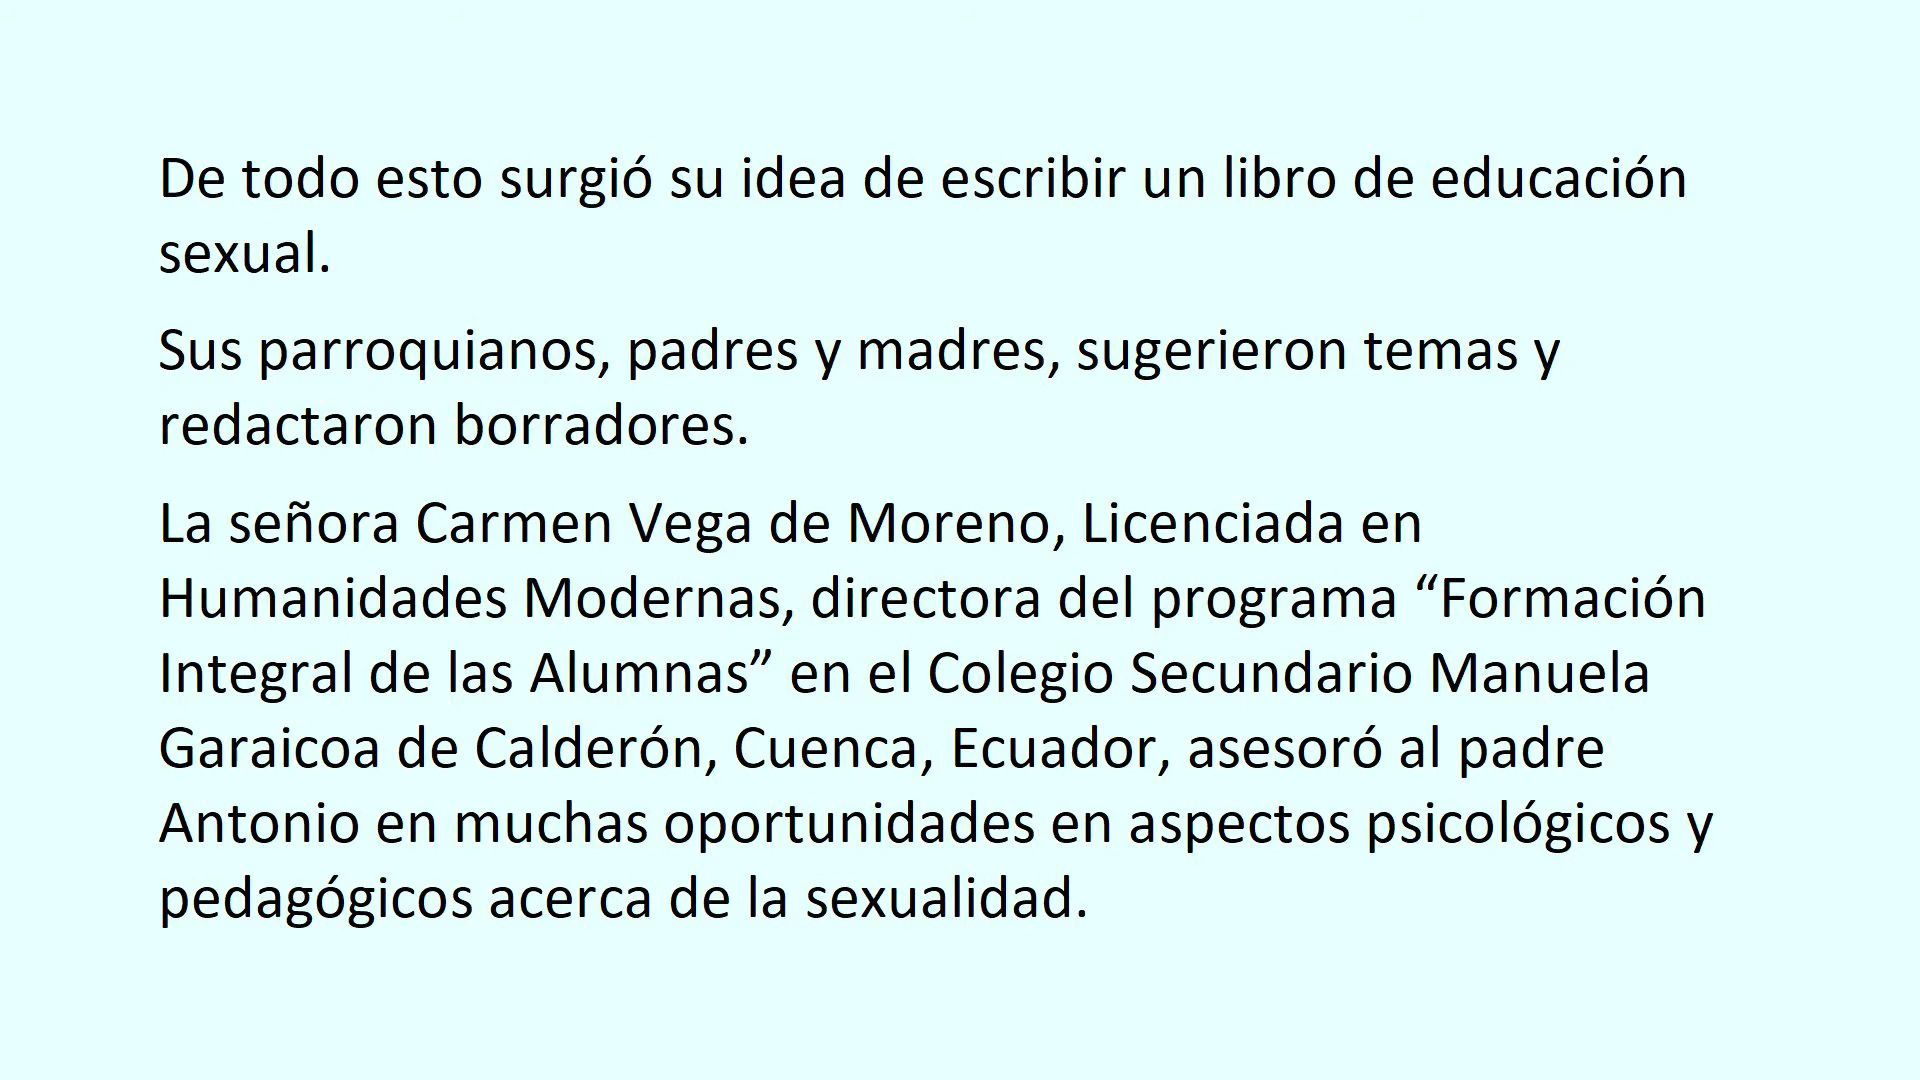 De todo esto surgió su idea de escribir un libro de educación
sexual.
Sus parroquianos, padres y madres, sugerieron temas y
redactaron borradores.
La señora Carmen Vega de Moreno, Licenciada en
Humanidades Modernas, directora del programa “Formación
Integral de las Alumnas” en el Colegio Secundario Manuela
Garaicoa de Calderón, Cuenca, Ecuador, asesoró al padre
Antonio en muchas oportunidades en aspectos psicológicos y
pedagógicos acerca de la sexualidad.